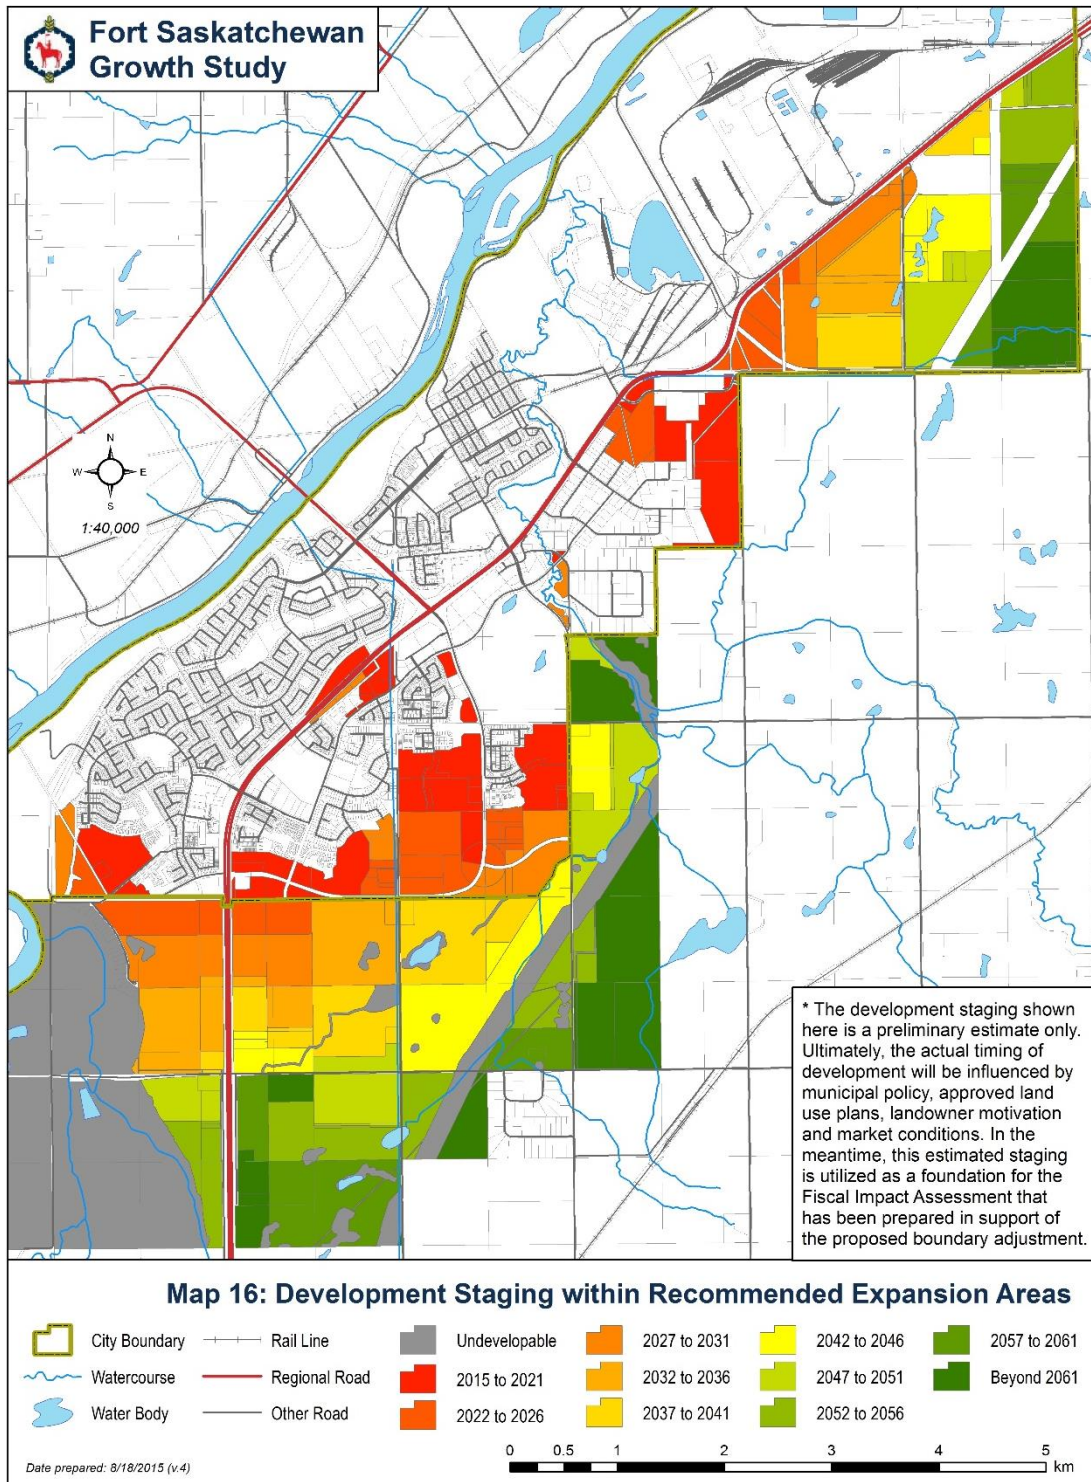 Fort Saskatchewan
Growth Study
N
W E
S
1:40,000
* The development staging shown
here is a preliminary estimate only.
Ultimately, the actual timing of
development will be influenced by
municipal policy, approved land
use plans, landowner motivation
and market conditions. In the
meantime, this estimated staging
is utilized as a foundation for the
Fiscal Impact Assessment that
has been prepared in support of
the proposed boundary adjustment.
Map 16: Development Staging within Recommended Expansion Areas
City Boundary Rail Line Undevelopable 2027 to 2031 2042 to 2046 2057 to 2061
Watercourse Regional Road 2015 to 2021 2032 to 2036 2047 to 2051 Beyond 2061
Water Body Other Road 2022 to 2026 2037 to 2041 2052 to 2056
0 0.5 1 2 3 4 5
km
Date prepared: 8/18/2015 (v.4)